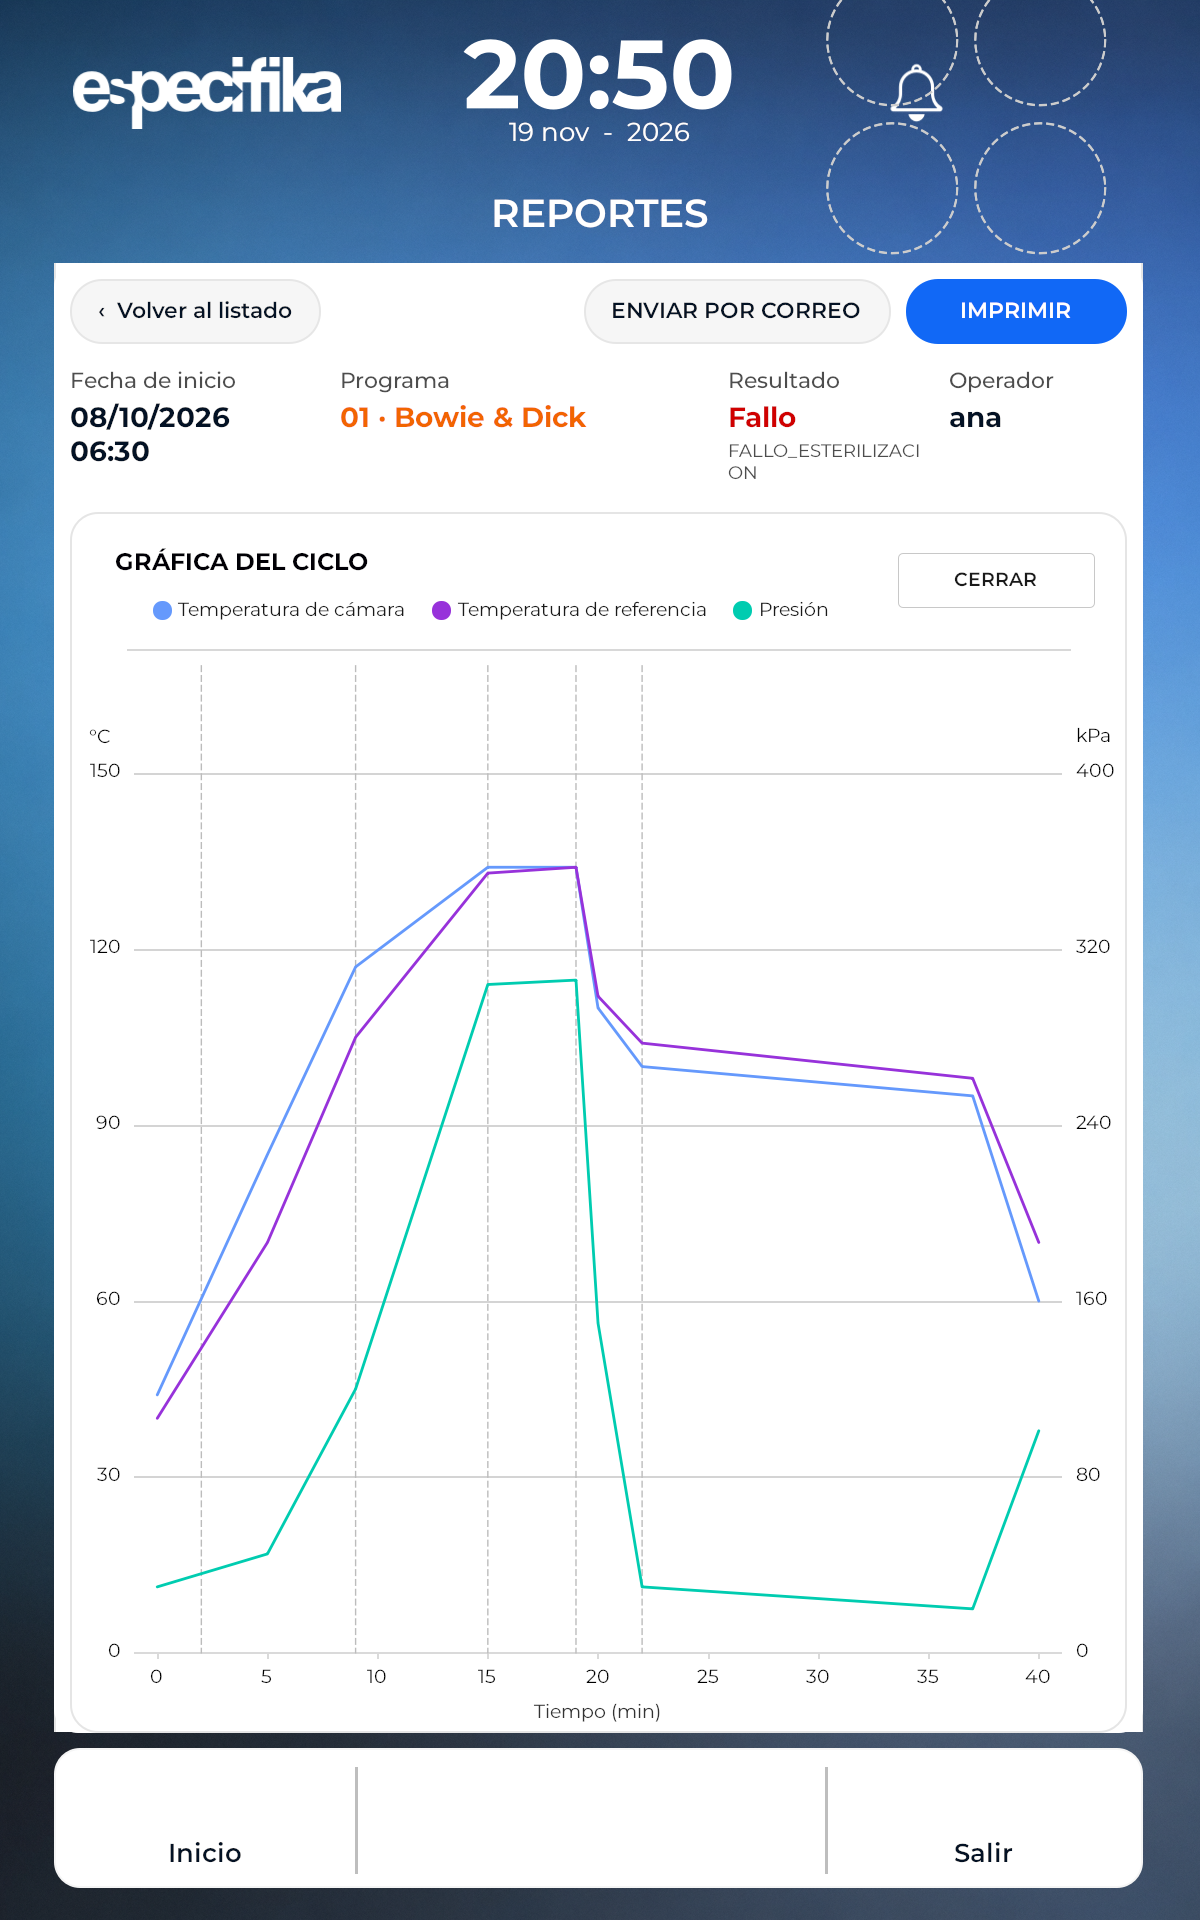 especifika
20:50
19 nov - 2026
REPORTES
‹ Volver al listado
ENVIAR POR CORREO
IMPRIMIR
Fecha de inicio
Programa
Resultado
Operador
08/10/2026
06:30
01 · Bowie & Dick
Fallo
FALLO_ESTERILIZACI
ON
ana
GRÁFICA DEL CICLO
CERRAR
Temperatura de cámara
Temperatura de referencia
Presión
°C
kPa
150
400
120
320
90
240
60
160
30
80
0
0
0 5 10 15 20 25 30 35 40
Tiempo (min)
Inicio
Salir